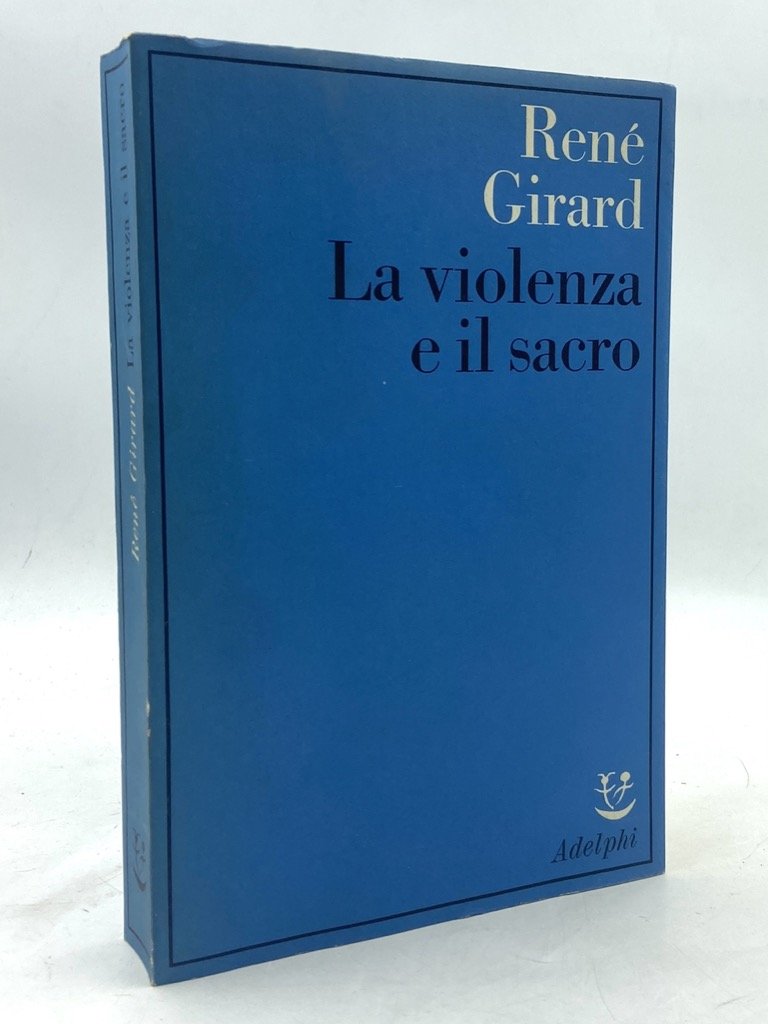 René
Girard
La violenza
e il sacro
Adelphi
René Girard La violenza e il sacro